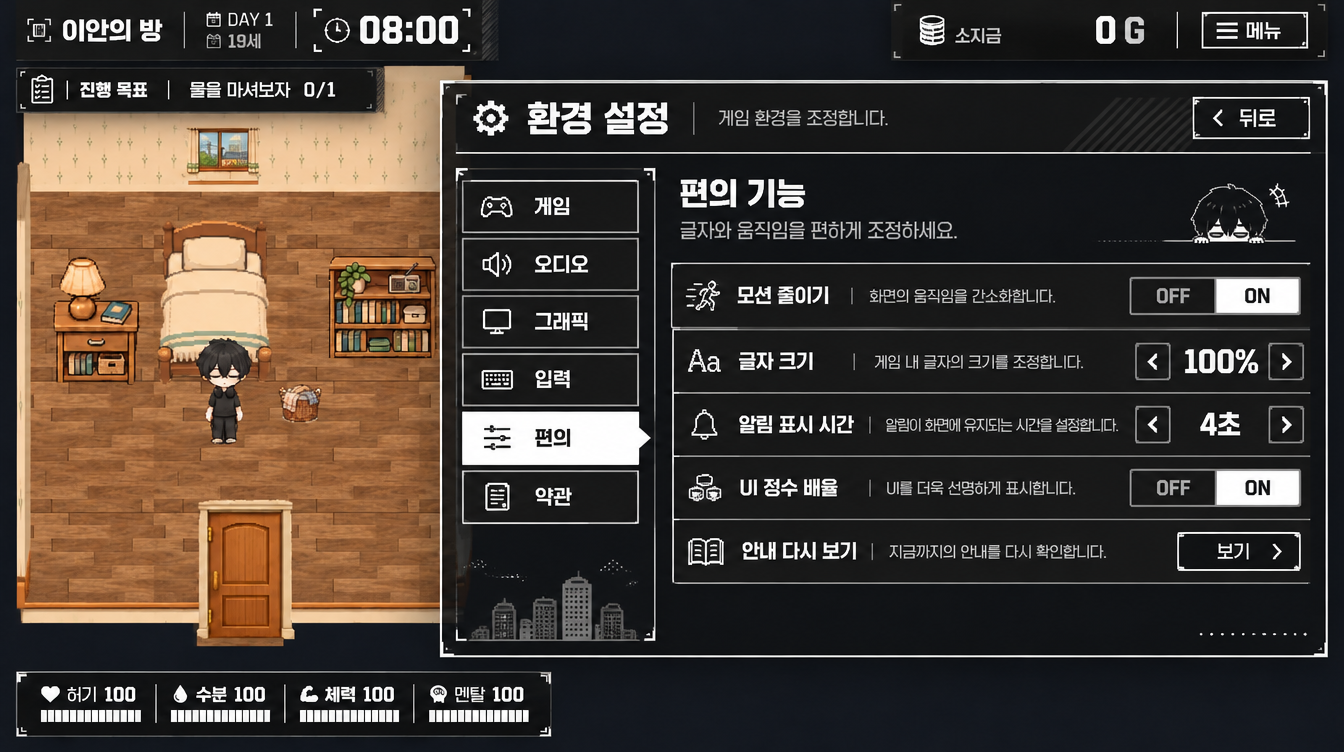 이안의 방
DAY 1
19세
08:00
소지금 0 G
메뉴
진행 목표 물을 마셔보자 0/1
환경 설정 게임 환경을 조정합니다.
뒤로
게임
오디오
그래픽
입력
편의
약관
편의 기능
글자와 움직임을 편하게 조정하세요.
모션 줄이기 화면의 움직임을 간소화합니다. OFF ON
Aa 글자 크기 게임 내 글자의 크기를 조정합니다. 100%
알림 표시 시간 알림이 화면에 유지되는 시간을 설정합니다. 4초
UI 정수 배율 UI를 더욱 선명하게 표시합니다. OFF ON
안내 다시 보기 지금까지의 안내를 다시 확인합니다. 보기
허기 100 수분 100 체력 100 멘탈 100